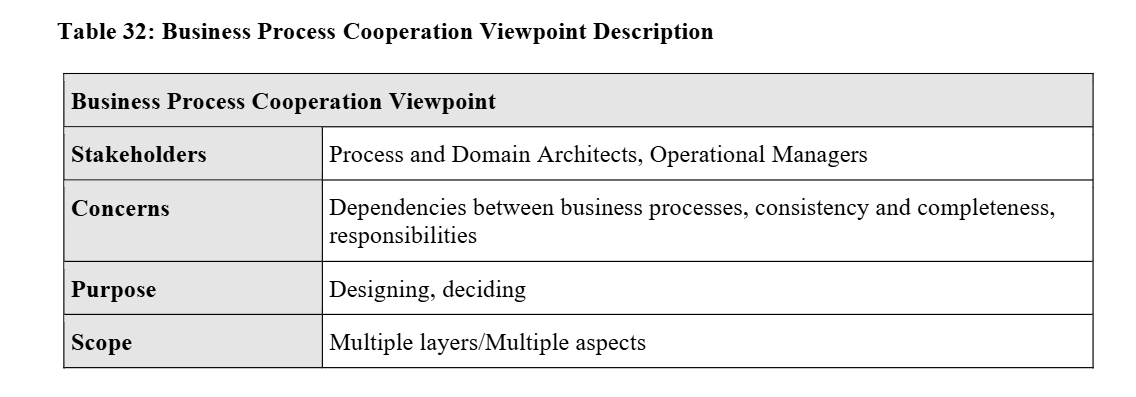 Table 32: Business Process Cooperation Viewpoint Description
Business Process Cooperation Viewpoint
Stakeholders
Process and Domain Architects, Operational Managers
Concerns
Dependencies between business processes, consistency and completeness,
responsibilities
Purpose
Designing, deciding
Scope
Multiple layers/Multiple aspects